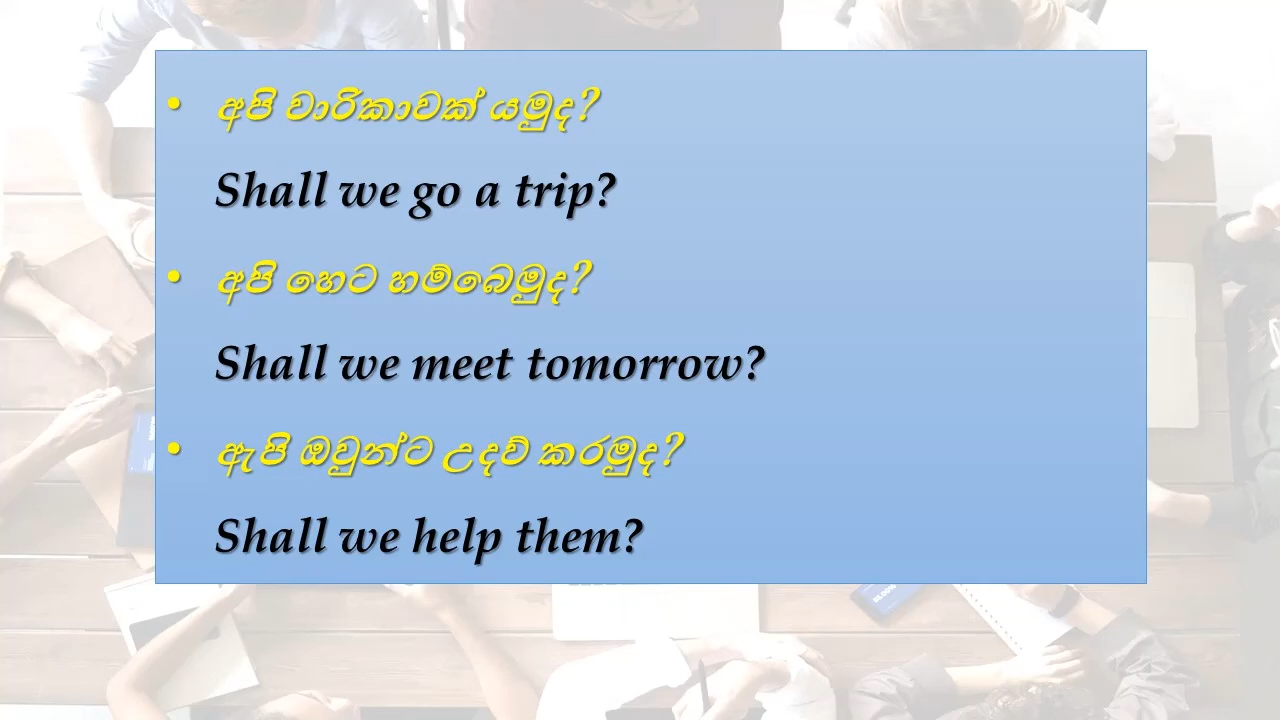 • අපි චාරිකාවක් යමුද?
Shall we go a trip?
• අපි හෙට හම්බෙමුද?
Shall we meet tomorrow?
• ඇපි ඔවුන්ට උදව් කරමුද?
Shall we help them?